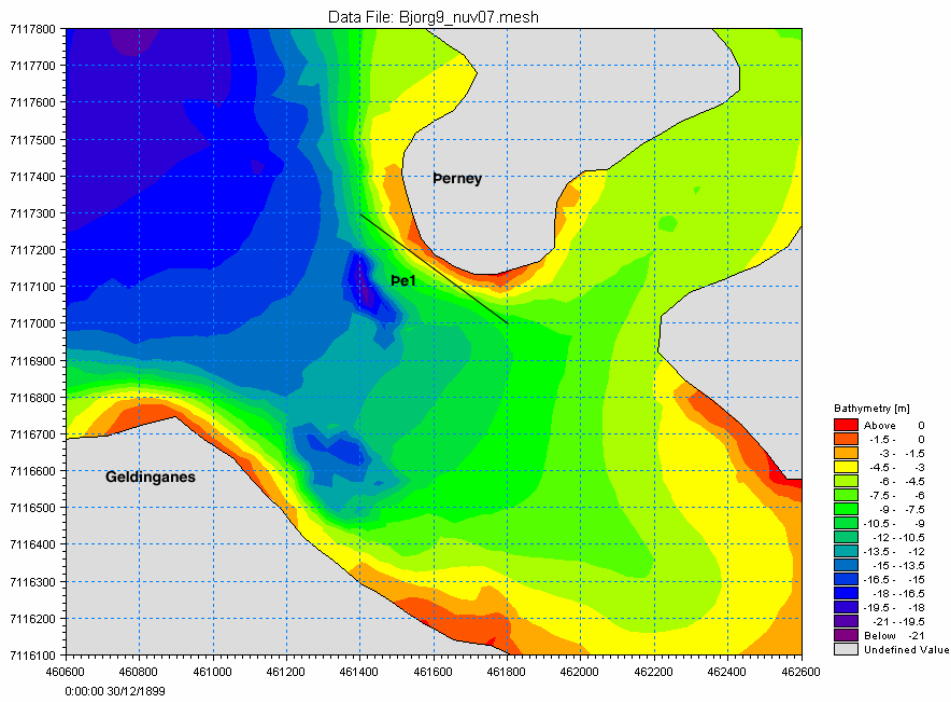 Data File: Bjorg9_nuv07.mesh
7117800
7117700
7117600
7117500
7117400
7117300
7117200
7117100
7117000
7116900
7116800
7116700
7116600
7116500
7116400
7116300
7116200
7116100
Þerney
Þe1
Geldinganes
460600 460800 461000 461200 461400 461600 461800 462000 462200 462400 462600
0:00:00 30/12/1899
Bathymetry [m]
Above 0
-1.5 - 0
-3 - -1.5
-4.5 - -3
-6 - -4.5
-7.5 - -6
-9 - -7.5
-10.5 - -9
-12 - -10.5
-13.5 - -12
-15 - -13.5
-16.5 - -15
-18 - -16.5
-19.5 - -18
-21 - -19.5
Below -21
Undefined Value